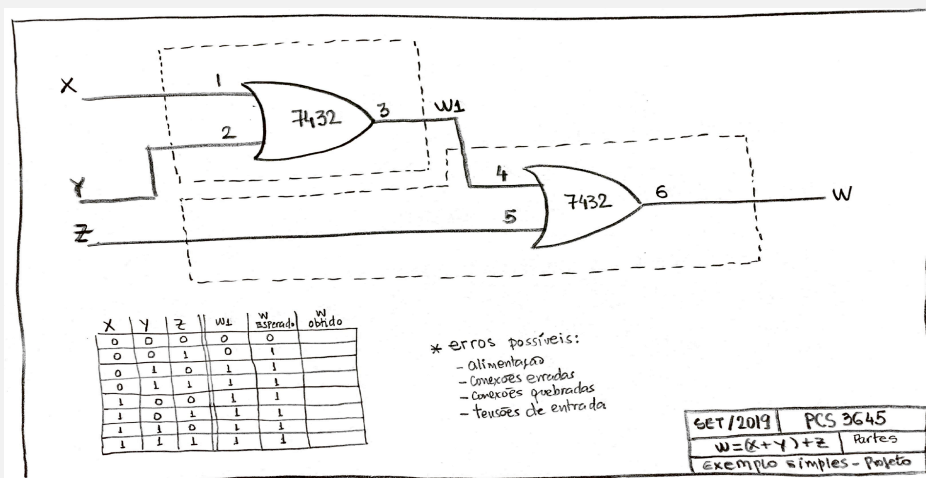 X
1
2
7432
3
W1
Y
4
5
7432
6
W
Z
X Y Z W1 W Esperado W obtido
0 0 0 0 0
0 0 1 0 1
0 1 0 1 1
0 1 1 1 1
1 0 0 1 1
1 0 1 1 1
1 1 0 1 1
1 1 1 1 1
* erros possíveis:
- alimentação
- conexões erradas
- conexões quebradas
- tensões de entrada
SET/2019 PCS 3645
W=(X+Y)+Z Partes
Exemplo simples - Projeto